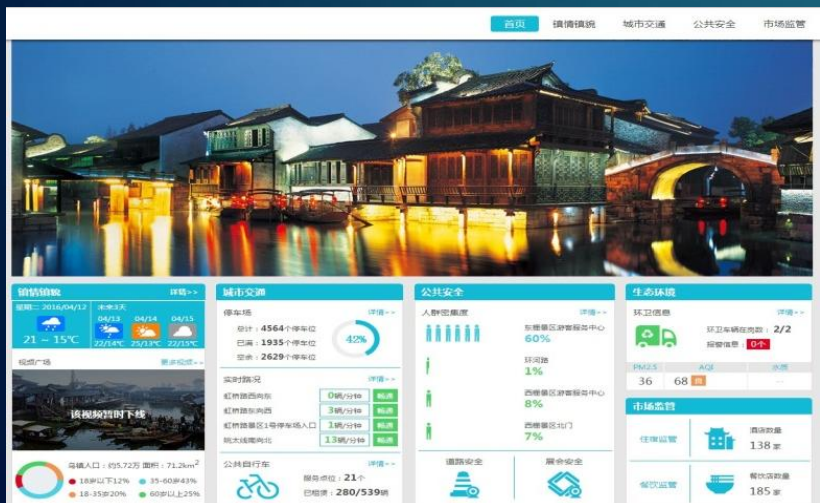 首页 镇情镇貌 城市交通 公共安全 市场监管
镇情镇貌 详情>>
星期二 2016/04/12 未来3天
21 ~ 15℃
04/13 04/14 04/15
22/14℃ 25/13℃ 22/15℃
视频广场 更多视频>>
该视频暂时下线
乌镇人口：约5.72万 面积：71.2km²
18岁以下12% 35-60岁43%
18-35岁20% 60岁以上25%
城市交通
停车场 详情>>
总计：4564个停车位
已满：1935个停车位
空余：2629个停车位
42%
实时路况 详情>>
虹桥路西向东 0辆/分钟 畅通
虹桥路东向西 3辆/分钟 畅通
虹桥路景区1号停车场入口 1辆/分钟 畅通
姚太线南向北 13辆/分钟 畅通
公共自行车 详情>>
服务点位：21个
已租赁：280/539辆
公共安全
人群密集度 详情>>
东栅景区游客服务中心
60%
环河路
1%
西栅景区游客服务中心
8%
西栅景区北门
7%
道路安全 展会安全
生态环境
环卫信息 详情>>
环卫车辆在岗数：2/2
报警信息：0个
PM2.5 AQI 水质
36 68 良 --
市场监管
住宿监管 酒店数量
138家
餐饮监管 餐饮店数量
185家